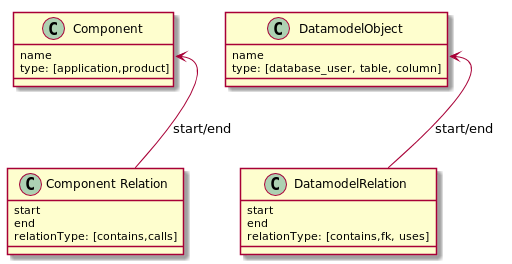 C Component
name
type: [application,product]
C DatamodelObject
name
type: [database_user, table, column]
start/end
start/end
C Component Relation
start
end
relationType: [contains,calls]
C DatamodelRelation
start
end
relationType: [contains,fk, uses]